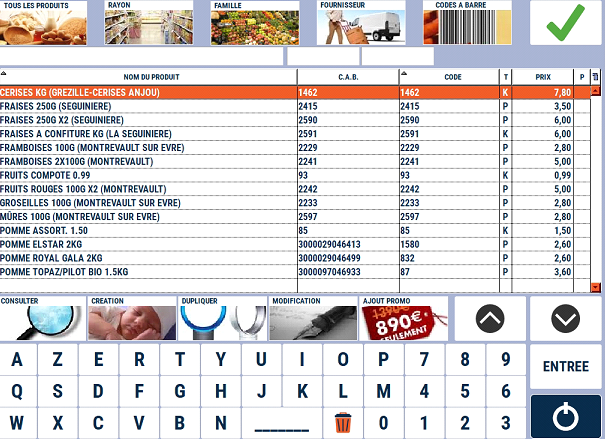 TOUS LES PRODUITS RAYON FAMILLE FOURNISSEUR CODES A BARRE
NOM DU PRODUIT C.A.B. CODE T PRIX P
CERISES KG (GREZILLE-CERISES ANJOU) 1462 1462 K 7,80
FRAISES 250G (SEGUINIERE) 2415 2415 P 3,50
FRAISES 250G X2 (SEGUINIERE) 2590 2590 P 6,00
FRAISES A CONFITURE KG (LA SEGUINIERE) 2591 2591 K 6,00
FRAMBOISES 100G (MONTREVAULT SUR EVRE) 2229 2229 P 2,80
FRAMBOISES 2X100G (MONTREVAULT) 2241 2241 P 5,00
FRUITS COMPOTE 0.99 93 93 K 0,99
FRUITS ROUGES 100G X2 (MONTREVAULT) 2242 2242 P 5,00
GROSEILLES 100G (MONTREVAULT SUR EVRE) 2233 2233 P 2,80
MÛRES 100G (MONTREVAULT SUR EVRE) 2597 2597 P 2,80
POMME ASSORT. 1.50 85 85 K 1,50
POMME ELSTAR 2KG 3000029046413 1580 P 2,60
POMME ROYAL GALA 2KG 3000029046499 832 P 2,60
POMME TOPAZ/PILOT BIO 1.5KG 3000097046933 87 P 3,60
CONSULTER CREATION DUPLIQUER MODIFICATION AJOUT PROMO
1390€
890€
SEULEMENT
A Z E R T Y U I O P 7 8 9 ENTREE
Q S D F G H J K L M 4 5 6
W X C V B N _______ 0 1 2 3